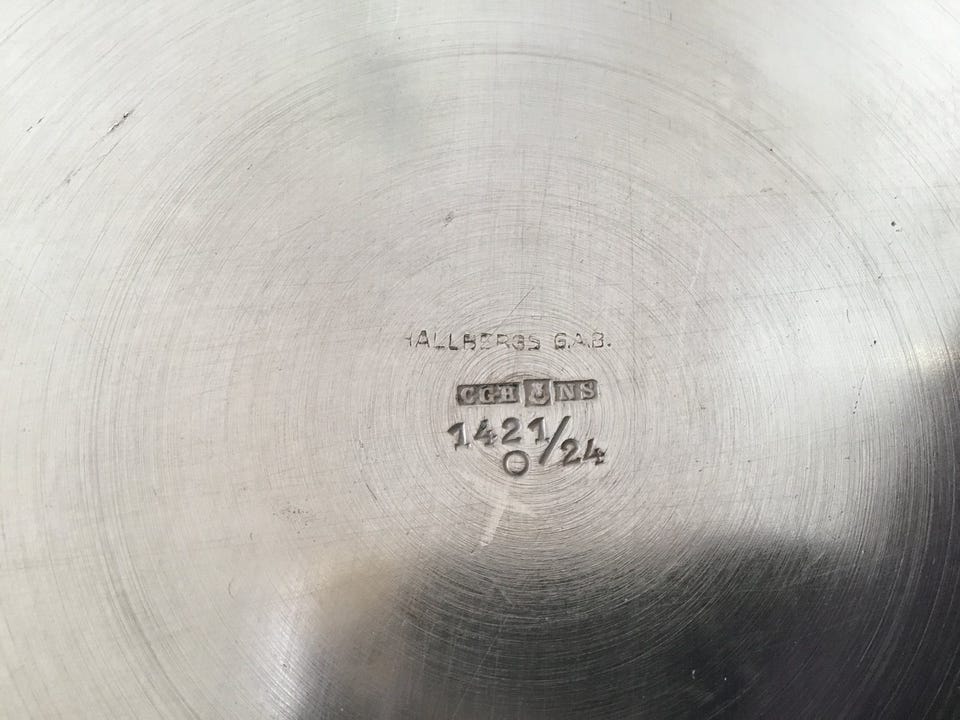 HALLBERGS G.A.B.
CGH NS
1421/24